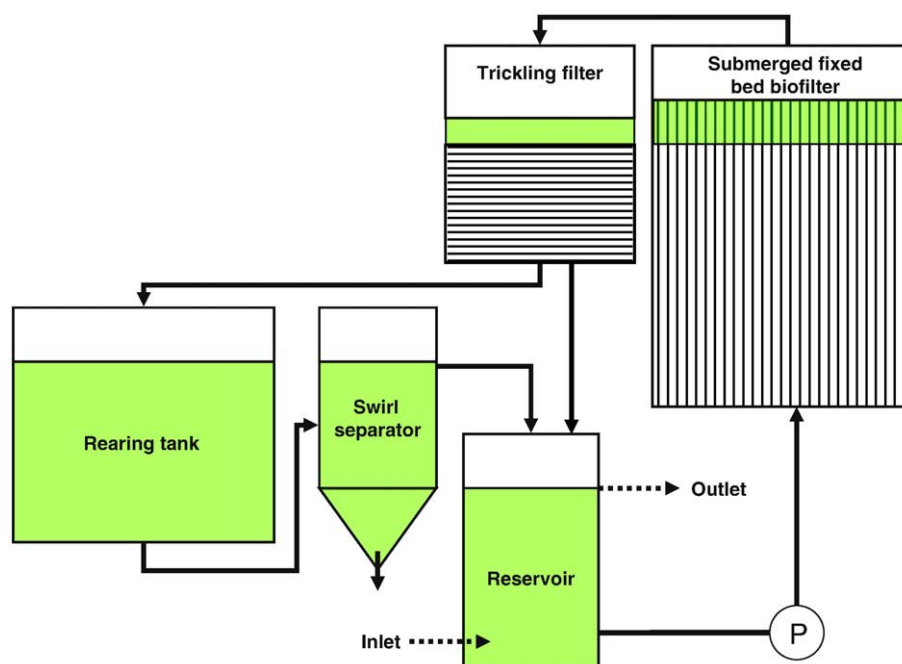 Trickling filter
Submerged fixed
bed biofilter
Rearing tank
Swirl
separator
Outlet
Reservoir
Inlet
P